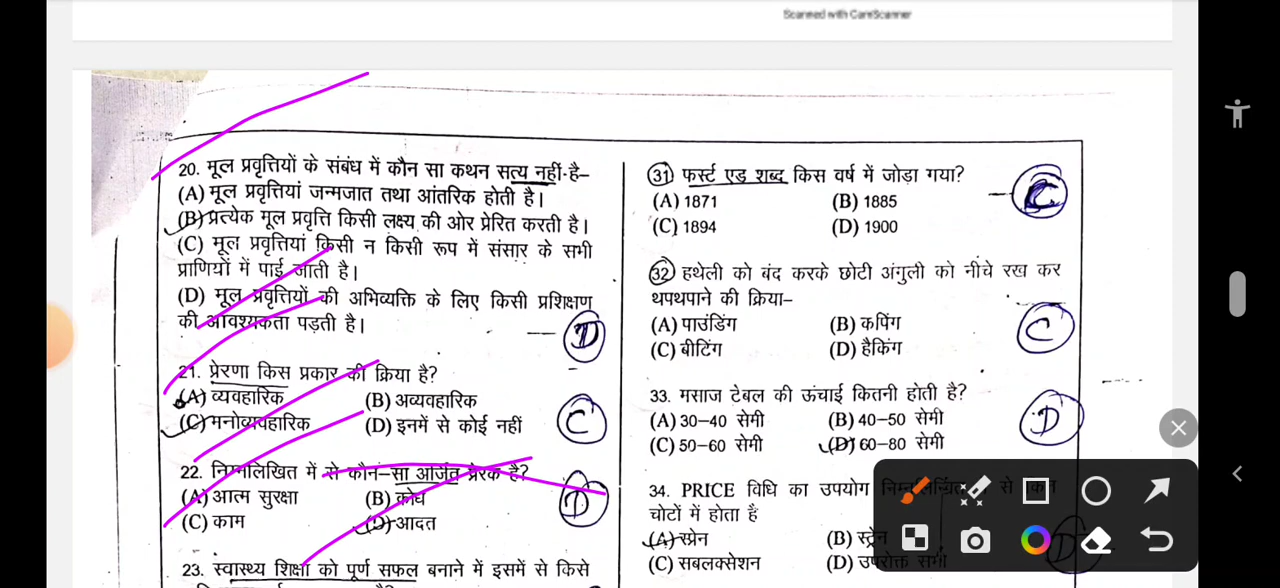 Scanned with CamScanner
20. मूल प्रवृत्तियों के संबंध में कौन सा कथन सत्य नहीं है–
(A) मूल प्रवृत्तियां जन्मजात तथा आंतरिक होती है।
(B) प्रत्येक मूल प्रवृत्ति किसी लक्ष्य की ओर प्रेरित करती है।
(C) मूल प्रवृत्तियां किसी न किसी रूप में संसार के सभी
प्राणियों में पाई जाती है।
(D) मूल प्रवृत्तियों की अभिव्यक्ति के लिए किसी प्रशिक्षण
की आवश्यकता पड़ती है।
D
21. प्रेरणा किस प्रकार की क्रिया है?
(A) व्यवहारिक (B) अव्यवहारिक
(C) मनोव्यवहारिक (D) इनमें से कोई नहीं
C
22. निम्नलिखित में से कौन–सा अर्जित प्रेरक है?
(A) आत्म सुरक्षा (B) क्रोध
(C) काम (D) आदत
D
23. स्वास्थ्य शिक्षा को पूर्ण सफल बनाने में इसमें से किसे
31 फर्स्ट एड शब्द किस वर्ष में जोड़ा गया?
(A) 1871 (B) 1885
(C) 1894 (D) 1900
C
32 हथेली को बंद करके छोटी अंगुली को नीचे रख कर
थपथपाने की क्रिया–
(A) पाउंडिंग (B) कपिंग
(C) बीटिंग (D) हैकिंग
C
33. मसाज टेबल की ऊंचाई कितनी होती है?
(A) 30–40 सेमी (B) 40–50 सेमी
(C) 50–60 सेमी (D) 60–80 सेमी
D
34. PRICE विधि का उपयोग निम्नलिखित से
चोटों में होता है
(A) स्प्रेन (B) स्ट्रेन
(C) सबलक्सेशन (D) उपरोक्त सभी
D